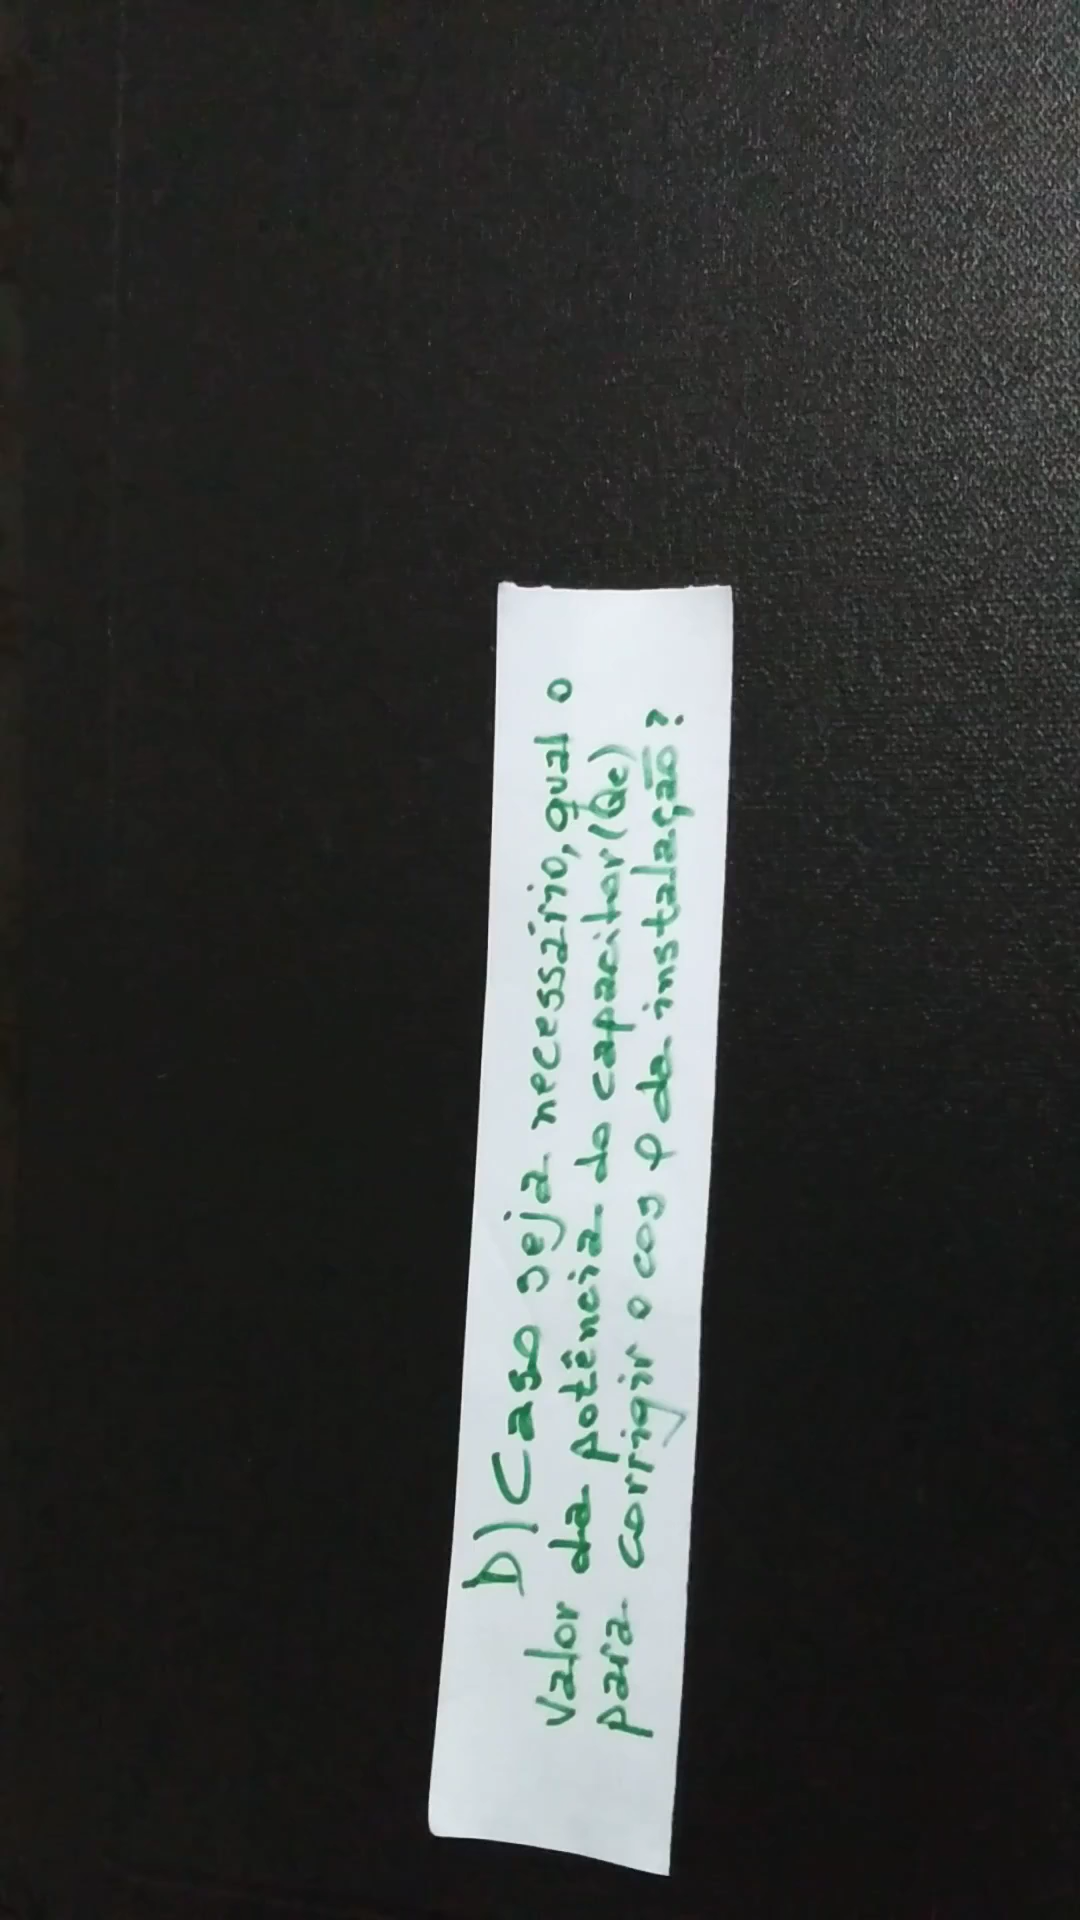 D) Caso seja necessário, qual o
valor da potência do capacitor (Qc)
para corrigir o cos φ da instalação?